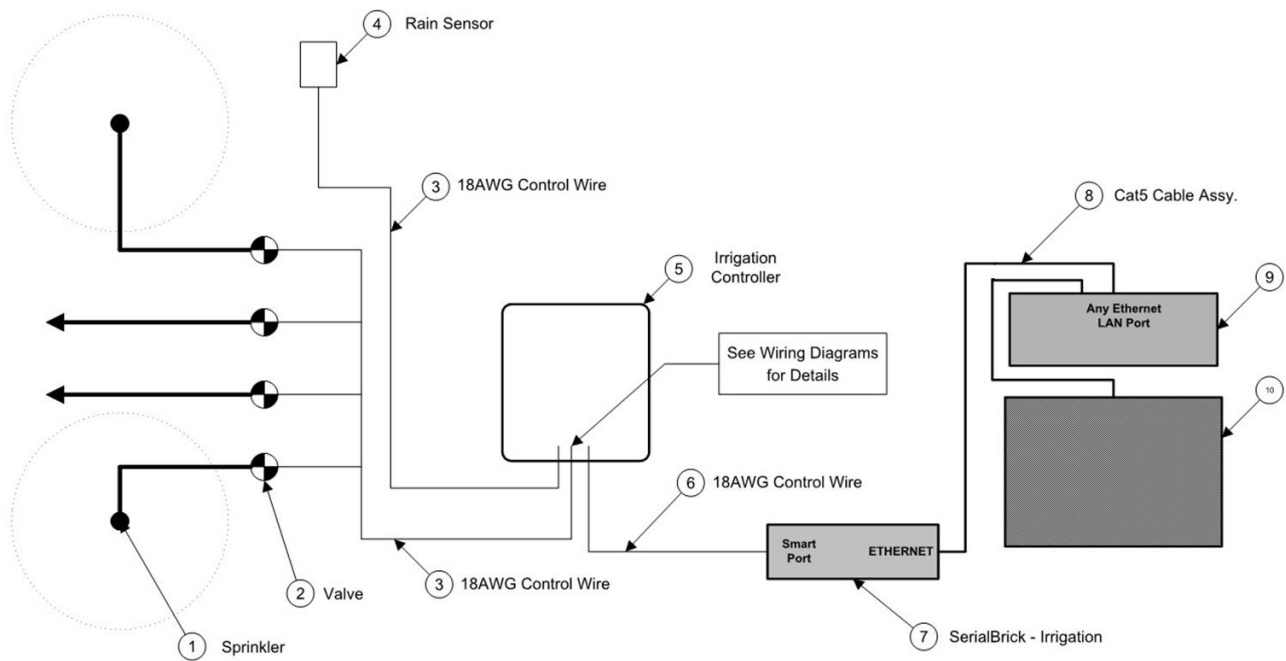 4 Rain Sensor
3 18AWG Control Wire
8 Cat5 Cable Assy.
5 Irrigation
Controller
9
Any Ethernet
LAN Port
See Wiring Diagrams
for Details
10
6 18AWG Control Wire
Smart
Port
ETHERNET
3 18AWG Control Wire
2 Valve
7 SerialBrick - Irrigation
1 Sprinkler